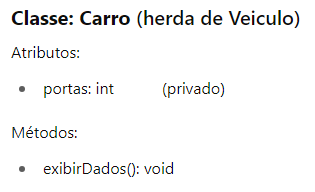 Classe: Carro (herda de Veiculo)
Atributos:
• portas: int (privado)
Métodos:
• exibirDados(): void